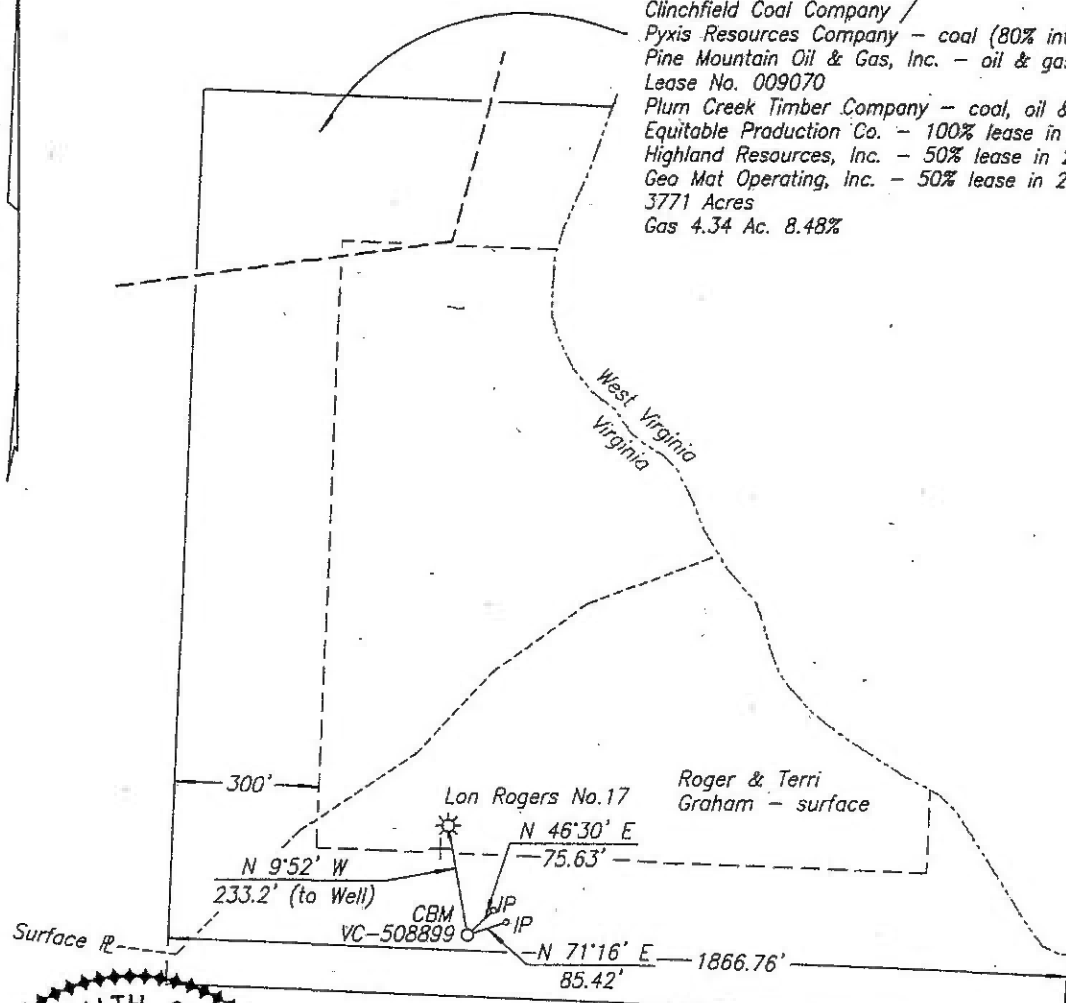 Clinchfield Coal Company /
Pyxis Resources Company – coal (80% in
Pine Mountain Oil & Gas, Inc. – oil & gas
Lease No. 009070
Plum Creek Timber Company – coal, oil &
Equitable Production Co. – 100% lease in
Highland Resources, Inc. – 50% lease in
Geo Mat Operating, Inc. – 50% lease in 2
3771 Acres
Gas 4.34 Ac. 8.48%
West Virginia
Virginia
300'
Lon Rogers No.17
Roger & Terri
Graham – surface
N 46°30' E
75.63'
N 9°52' W
233.2' (to Well)
IP
IP
CBM
VC–508899
Surface PL
N 71°16' E
85.42'
1866.76'